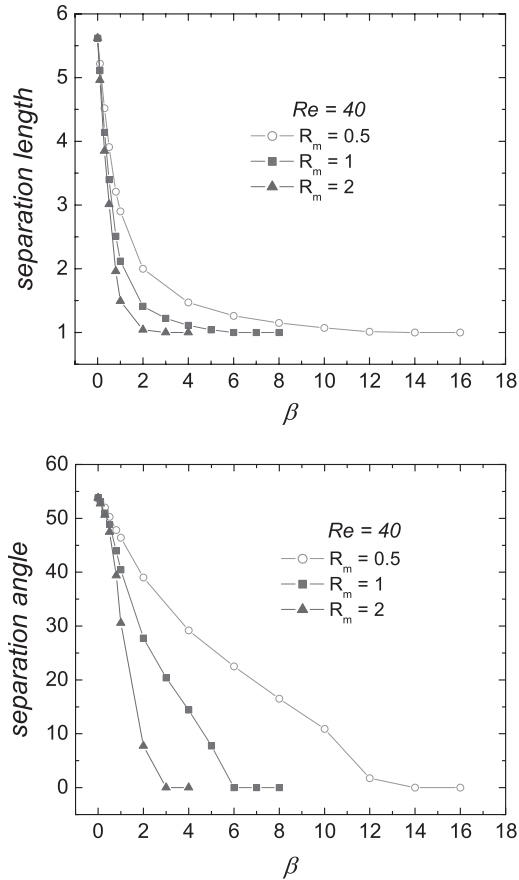 6
5
4
3
2
1
separation length
Re = 40
R_m = 0.5
R_m = 1
R_m = 2
0 2 4 6 8 10 12 14 16 18
β
60
50
40
30
20
10
0
separation angle
Re = 40
R_m = 0.5
R_m = 1
R_m = 2
0 2 4 6 8 10 12 14 16 18
β